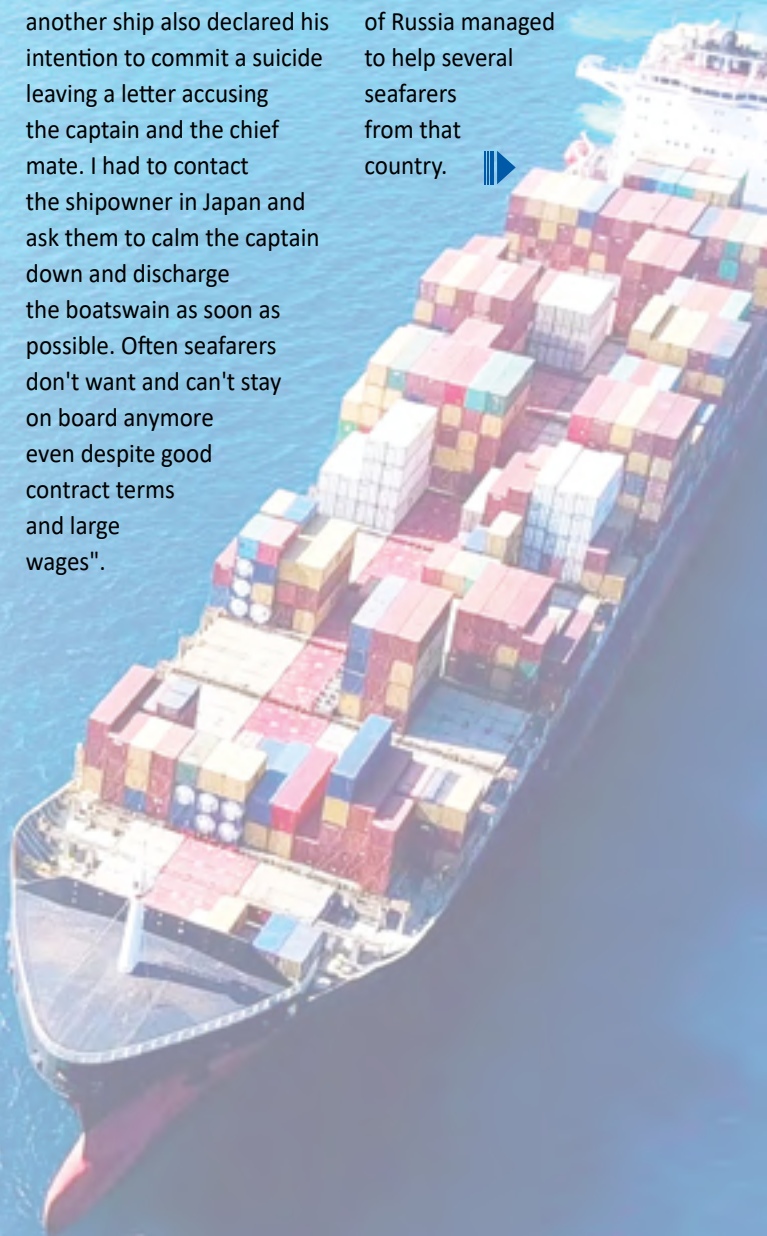 another ship also declared his
intention to commit a suicide
leaving a letter accusing
the captain and the chief
mate. I had to contact
the shipowner in Japan and
ask them to calm the captain
down and discharge
the boatswain as soon as
possible. Often seafarers
don't want and can't stay
on board anymore
even despite good
contract terms
and large
wages".
of Russia managed
to help several
seafarers
from that
country.